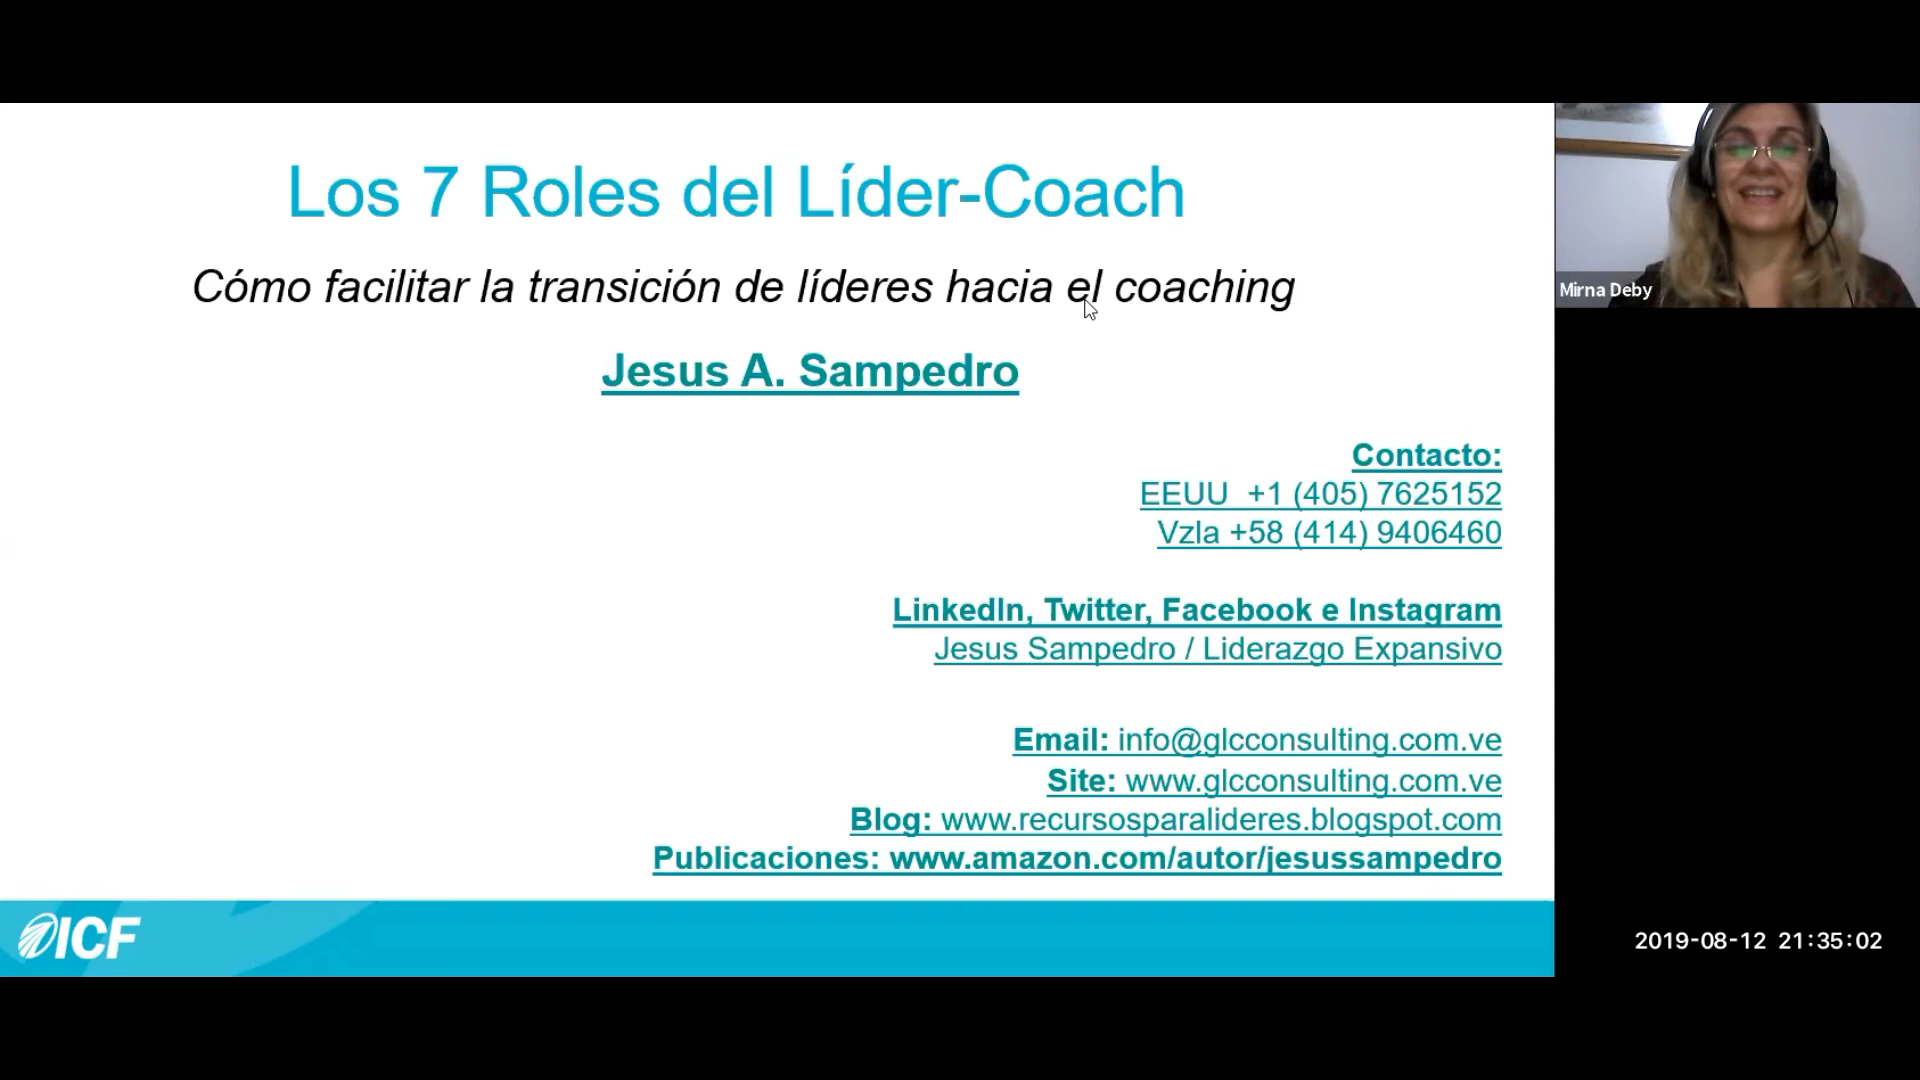 Los 7 Roles del Líder-Coach
Cómo facilitar la transición de líderes hacia el coaching
Jesus A. Sampedro
Contacto:
EEUU  +1 (405) 7625152
Vzla +58 (414) 9406460
LinkedIn, Twitter, Facebook e Instagram
Jesus Sampedro / Liderazgo Expansivo
Email: info@glcconsulting.com.ve
Site: www.glcconsulting.com.ve
Blog: www.recursosparalideres.blogspot.com
Publicaciones: www.amazon.com/autor/jesussampedro
ICF
Mirna Deby
2019-08-12 21:35:02